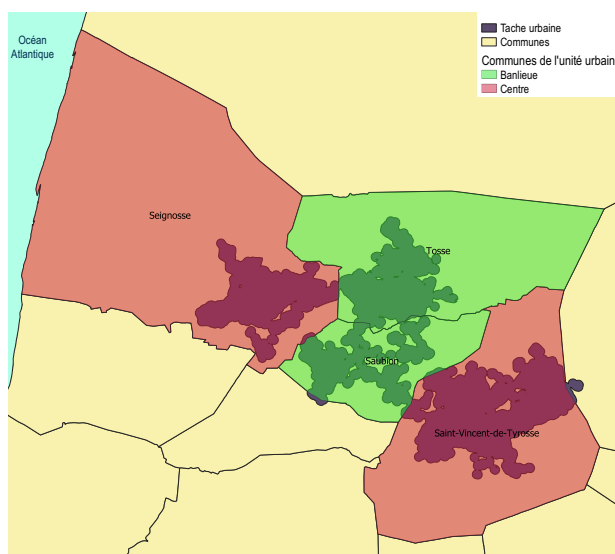 Océan
Atlantique
Tache urbaine
Communes
Communes de l'unité urbain
Banlieue
Centre
Seignosse
Tosse
Saubion
Saint-Vincent-de-Tyrosse